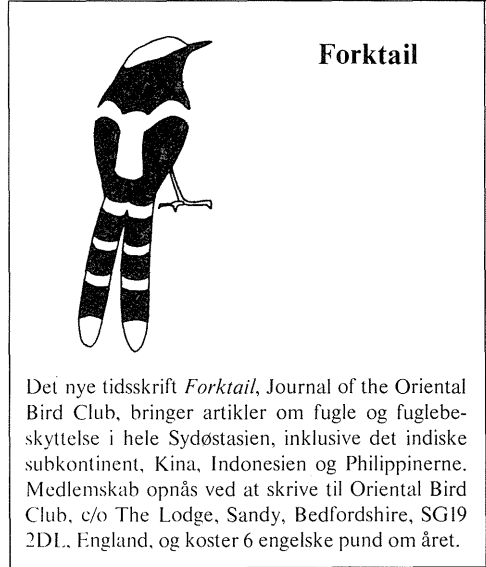 Forktail
Det nye tidsskrift Forktail, Journal of the Oriental
Bird Club, bringer artikler om fugle og fuglebe-
skyttelse i hele Sydøstasien, inklusive det indiske
subkontinent, Kina, Indonesien og Philippinerne.
Medlemskab opnås ved at skrive til Oriental Bird
Club, c/o The Lodge, Sandy, Bedfordshire, SG19
2DL, England, og koster 6 engelske pund om året.